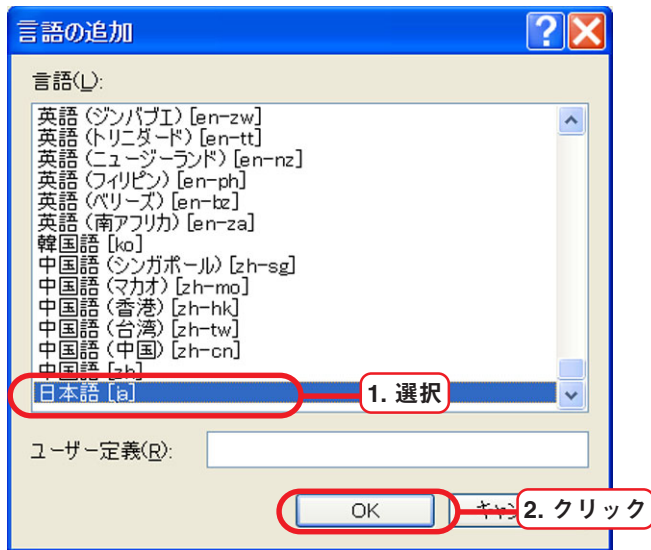 言語の追加
言語(L):
英語 (ジンバブエ) [en-zw]
英語 (トリニダード) [en-tt]
英語 (ニュージーランド) [en-nz]
英語 (フィリピン) [en-ph]
英語 (ベリーズ) [en-bz]
英語 (南アフリカ) [en-za]
韓国語 [ko]
中国語 (シンガポール) [zh-sg]
中国語 (マカオ) [zh-mo]
中国語 (香港) [zh-hk]
中国語 (台湾) [zh-tw]
中国語 (中国) [zh-cn]
中国語 [zh]
日本語 [ja]
1. 選択
ユーザー定義(R):
OK
2. クリック